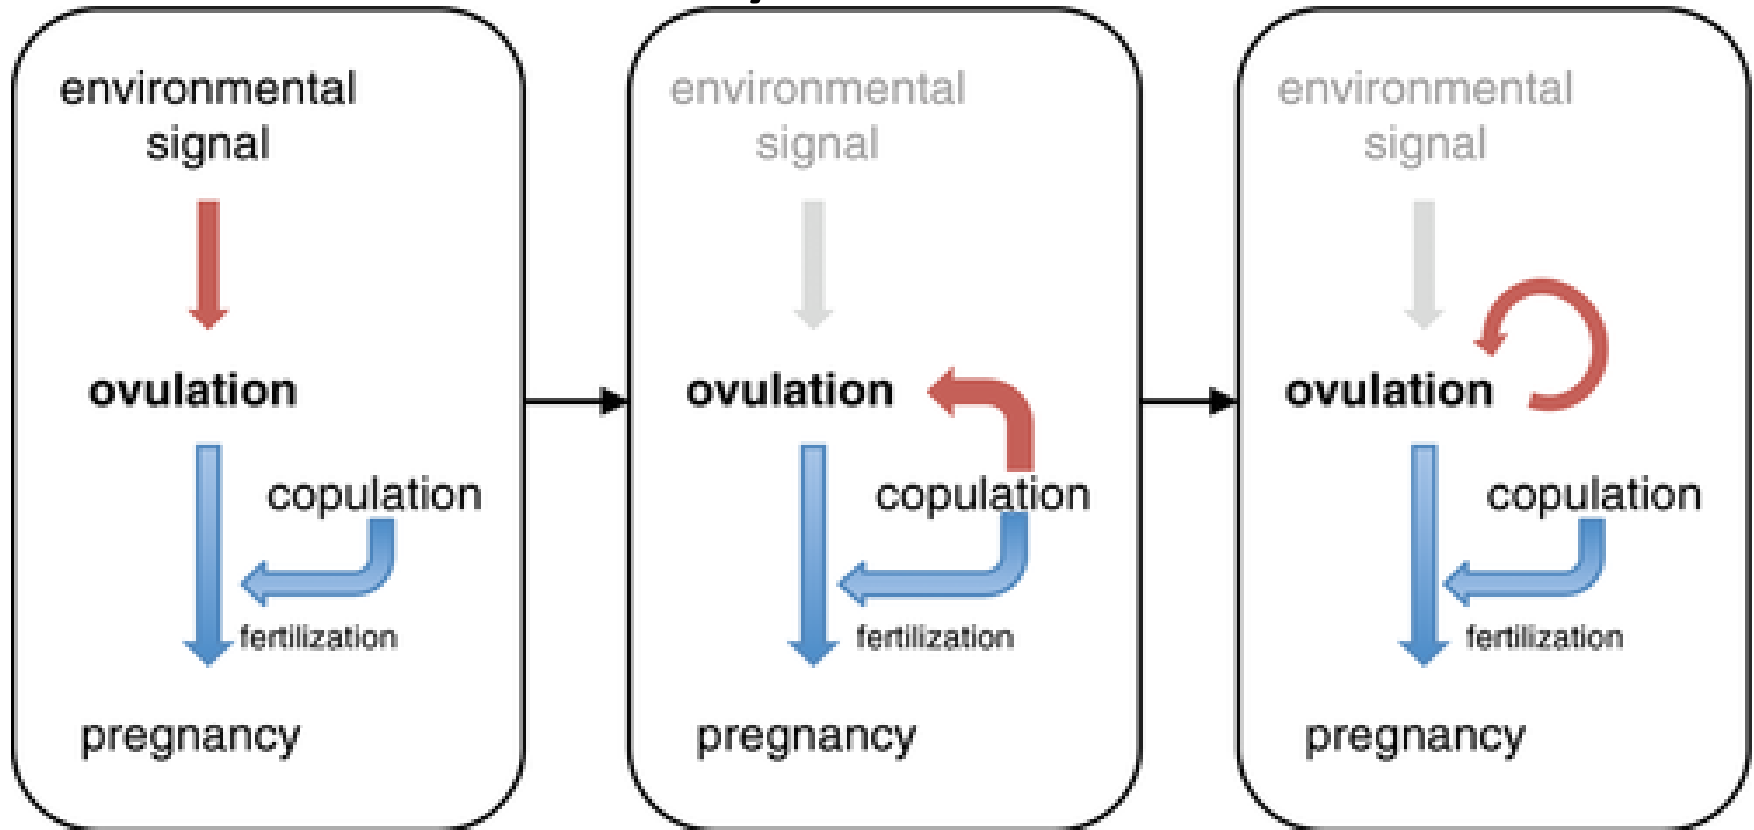 environmental
signal
ovulation
copulation
fertilization
pregnancy
environmental
signal
ovulation
copulation
fertilization
pregnancy
environmental
signal
ovulation
copulation
fertilization
pregnancy